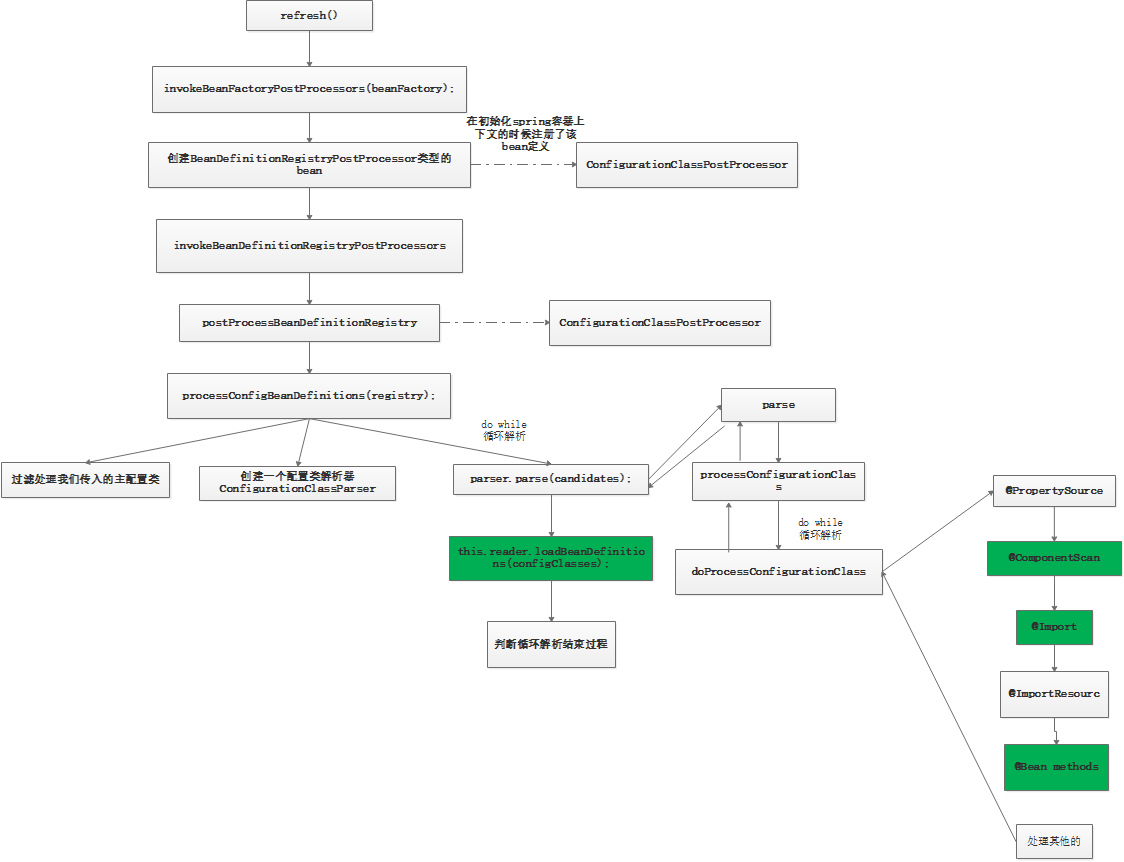 refresh()
invokeBeanFactoryPostProcessors(beanFactory);
在初始化spring容器上
下文的时候注册了该
bean定义
创建BeanDefinitionRegistryPostProcessor类型的
bean
ConfigurationClassPostProcessor
invokeBeanDefinitionRegistryPostProcessors
postProcessBeanDefinitionRegistry
ConfigurationClassPostProcessor
processConfigBeanDefinitions(registry);
do while
循环解析
过滤处理我们传入的主配置类
创建一个配置类解析器
ConfigurationClassParser
parser.parse(candidates);
this.reader.loadBeanDefinitio
ns(configClasses);
判断循环解析结束过程
parse
processConfigurationClas
s
do while
循环解析
doProcessConfigurationClass
@PropertySource
@ComponentScan
@Import
@ImportResourc
@Bean methods
处理其他的